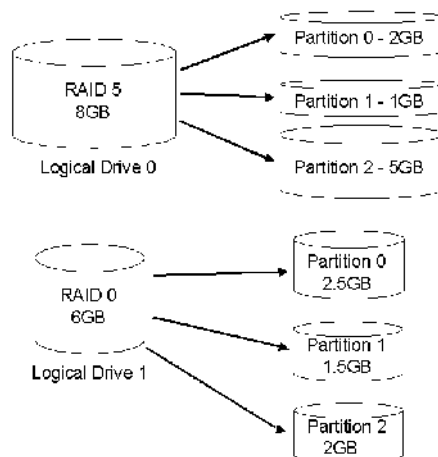 RAID 5
8GB
Logical Drive 0
Partition 0 - 2GB
Partition 1 - 1GB
Partition 2 - 5GB
RAID 0
6GB
Logical Drive 1
Partition 0
2.5GB
Partition 1
1.5GB
Partition 2
2GB